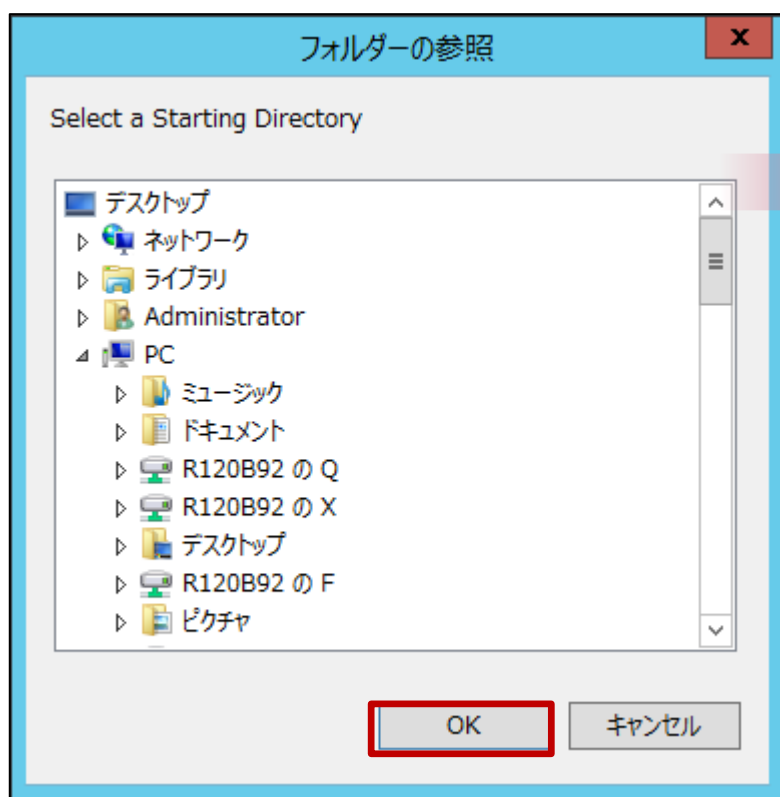 フォルダーの参照
x
Select a Starting Directory
デスクトップ
ネットワーク
ライブラリ
Administrator
PC
ミュージック
ドキュメント
R120B92 の Q
R120B92 の X
デスクトップ
R120B92 の F
ピクチャ
OK
キャンセル